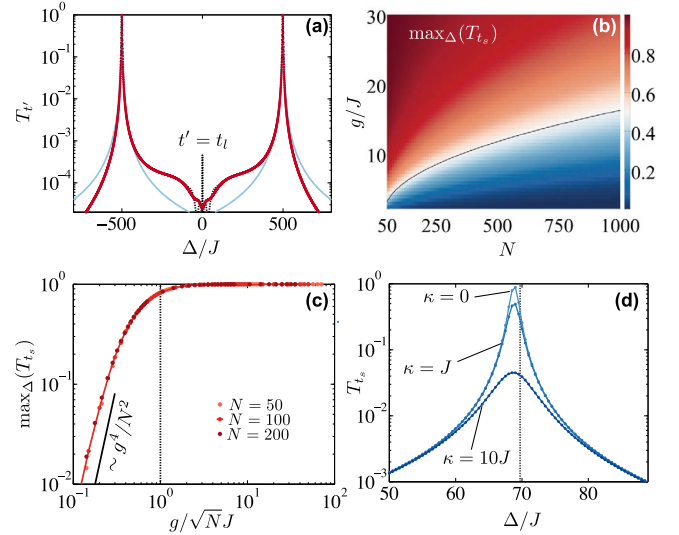 (a)
10^0
10^-1
10^-2
10^-3
10^-4
T_{t'}
t' = t_l
−500 0 500
Δ/J
(b)
max_Δ(T_{t_s})
g/J
30
20
10
50 250 500 750 1000
N
0.8
0.6
0.4
0.2
(c)
10^0
10^-1
10^-2
max_Δ(T_{t_s})
~ g^4/N^2
N = 50
N = 100
N = 200
10^-1 10^0 10^1 10^2
g/√N J
(d)
10^0
10^-1
10^-2
10^-3
T_{t_s}
κ = 0
κ = J
κ = 10J
50 60 70 80
Δ/J